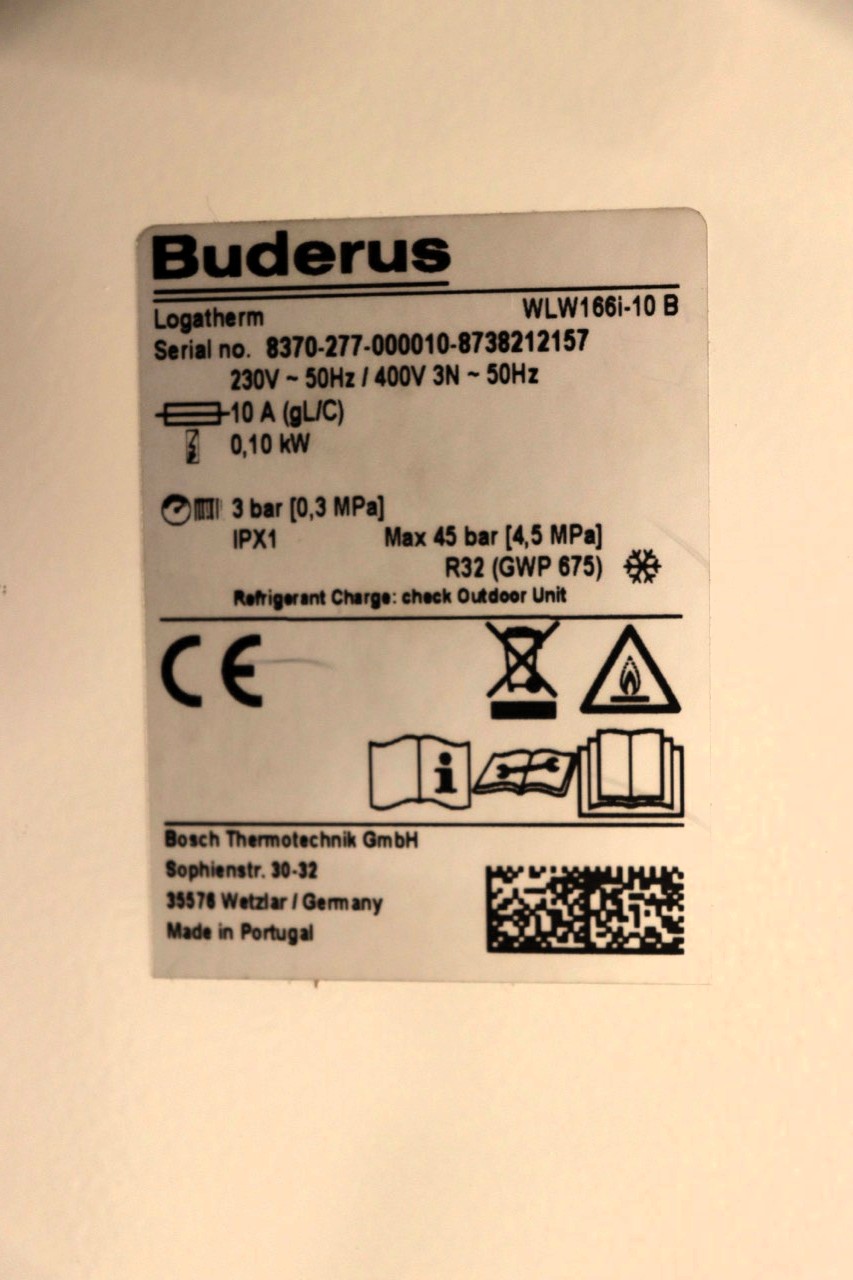 Buderus
Logatherm WLW166i-10 B
Serial no. 8370-277-000010-8738212157
230V ~ 50Hz / 400V 3N ~ 50Hz
10 A (gL/C)
0,10 kW
3 bar [0,3 MPa]
IPX1 Max 45 bar [4,5 MPa]
R32 (GWP 675)
Refrigerant Charge: check Outdoor Unit
CE
Bosch Thermotechnik GmbH
Sophienstr. 30-32
35576 Wetzlar / Germany
Made in Portugal